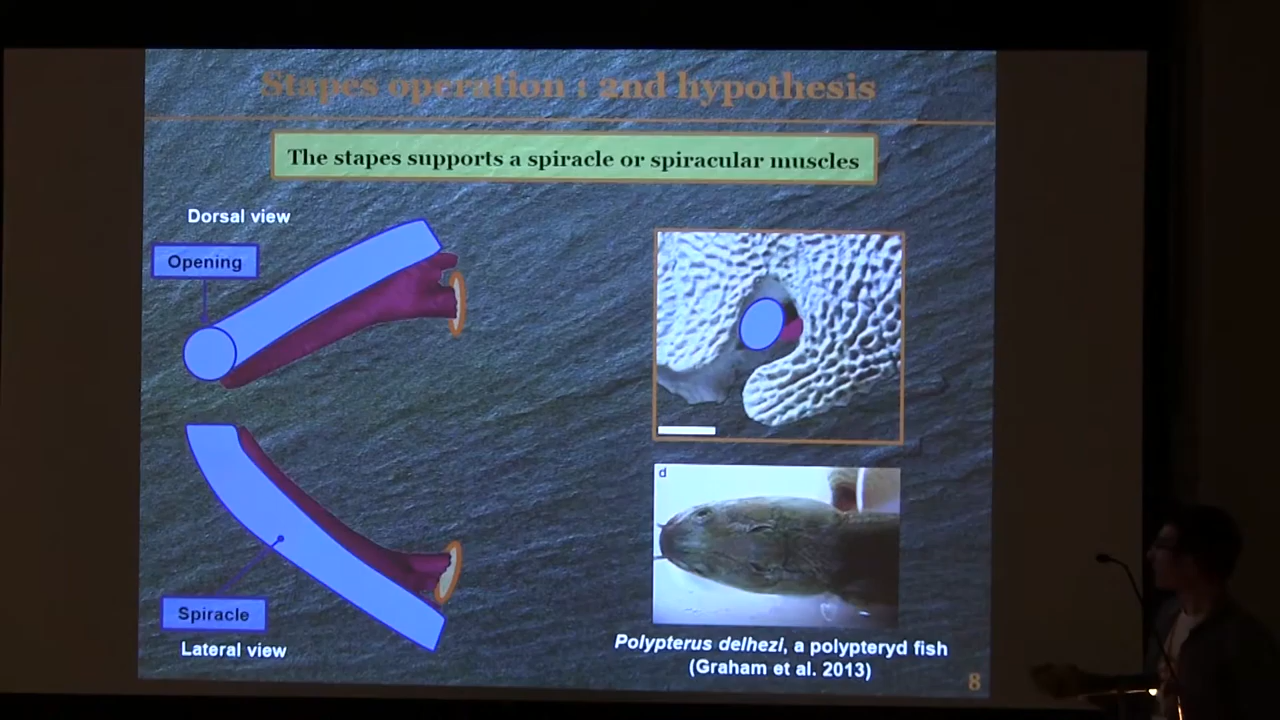 Stapes operation : 2nd hypothesis
The stapes supports a spiracle or spiracular muscles
Dorsal view
Opening
Spiracle
Lateral view
d
Polypterus delhezi, a polypteryd fish
(Graham et al. 2013)
8